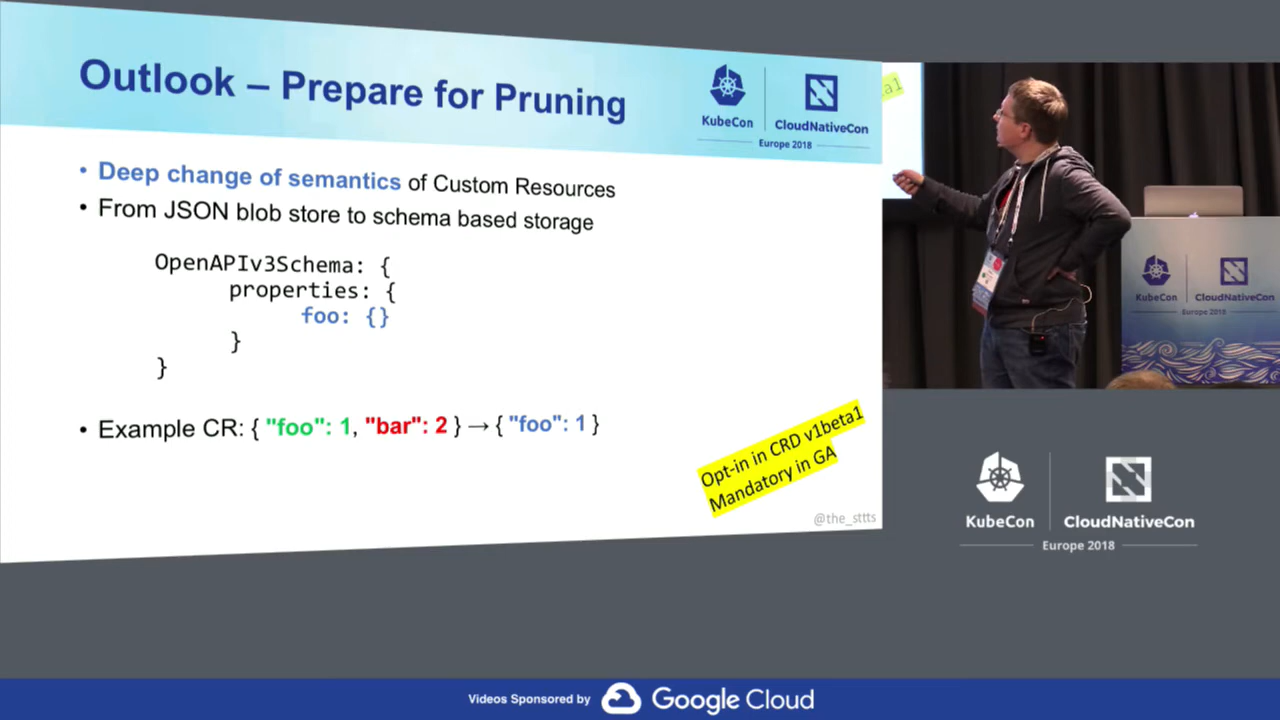 Outlook – Prepare for Pruning
KubeCon
CloudNativeCon
Europe 2018
• Deep change of semantics of Custom Resources
• From JSON blob store to schema based storage
OpenAPIv3Schema: {
properties: {
foo: {}
}
}
• Example CR: { "foo": 1, "bar": 2 } → { "foo": 1 }
Opt-in in CRD v1beta1
Mandatory in GA
@the_sttts
a1
KubeCon
CloudNativeCon
Europe 2018
KubeCon
CloudNativeCon
Europe 2018
Videos Sponsored by Google Cloud